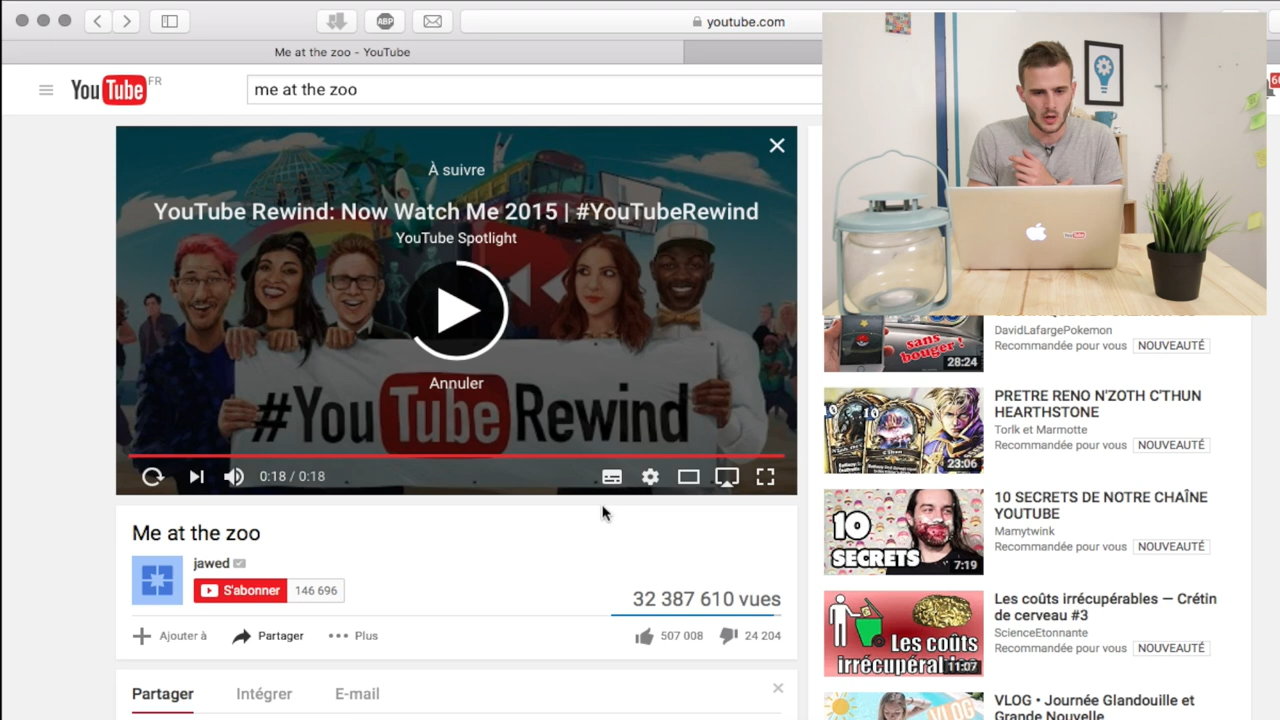 ABP
youtube.com
Me at the zoo - YouTube
YouTube FR
me at the zoo
À suivre
YouTube Rewind: Now Watch Me 2015 | #YouTubeRewind
YouTube Spotlight
Annuler
#YouTubeRewind
0:18 / 0:18
Me at the zoo
jawed
S'abonner 146 696
32 387 610 vues
Ajouter à Partager Plus 507 008 24 204
Partager Intégrer E-mail
YouTube
sans
bouger !
28:24
DavidLafargePokemon
Recommandée pour vous NOUVEAUTÉ
10 10
23:06
PRETRE RENO N'ZOTH C'THUN
HEARTHSTONE
Torlk et Marmotte
Recommandée pour vous NOUVEAUTÉ
10
SECRETS
7:19
10 SECRETS DE NOTRE CHAÎNE
YOUTUBE
Mamytwink
Recommandée pour vous NOUVEAUTÉ
Les coûts
11:07
Les coûts irrécupérables — Crétin
de cerveau #3
ScienceEtonnante
Recommandée pour vous NOUVEAUTÉ
VLOG
VLOG • Journée Glandouille et
Grande Nouvelle